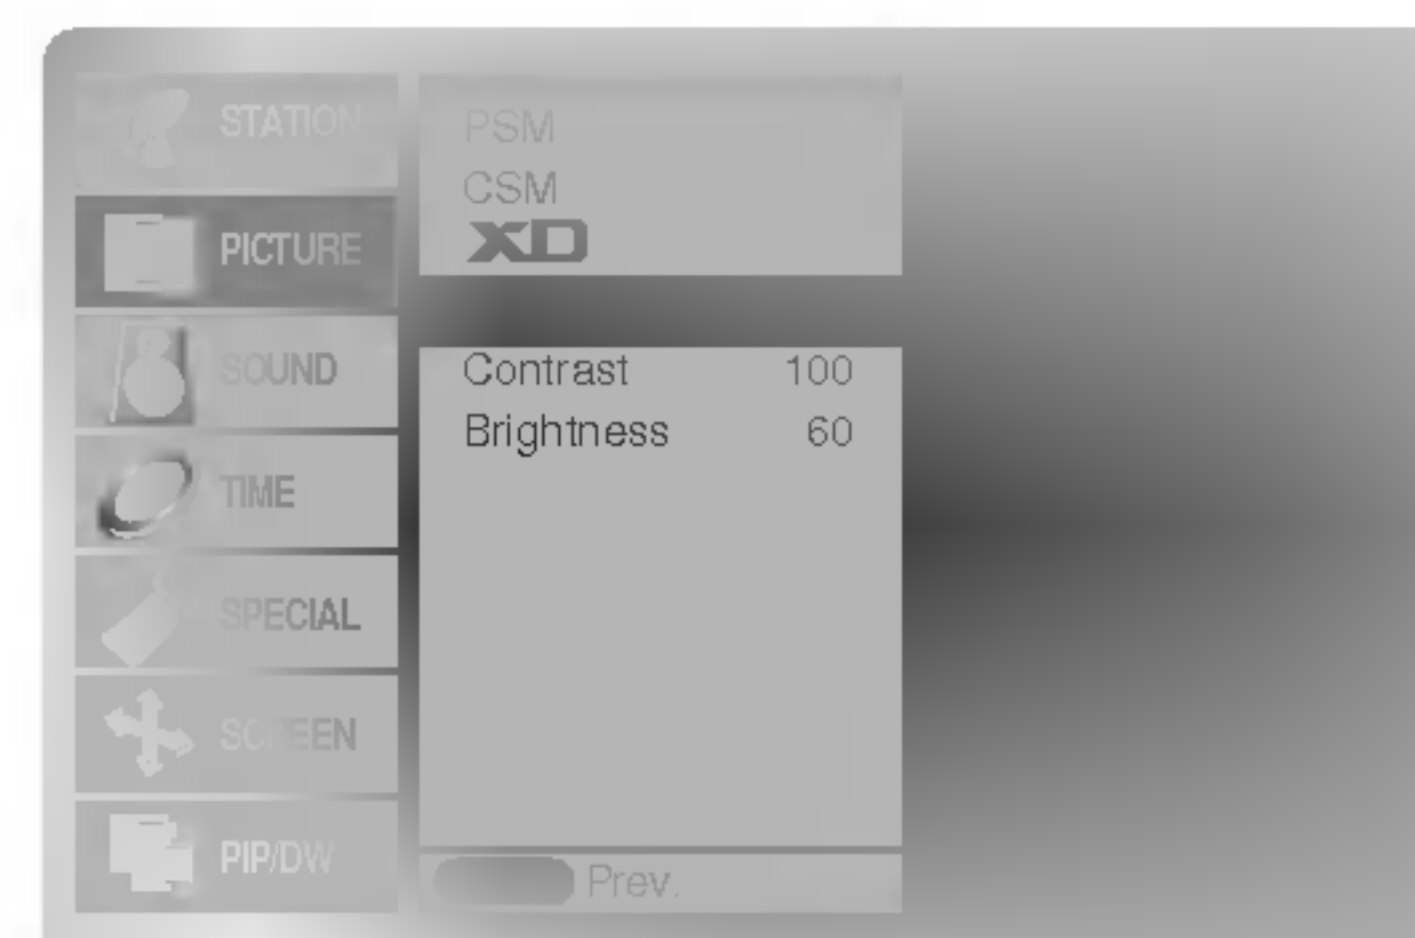 STATION
PICTURE
SOUND
TIME
SPECIAL
SCREEN
PIP/DW
PSM
CSM
XD
Contrast 100
Brightness 60
Prev.